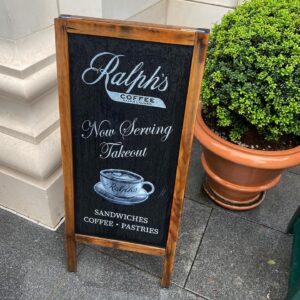 Ralph's
COFFEE
Now Serving
Takeout
Ralph's
SANDWICHES
COFFEE • PASTRIES